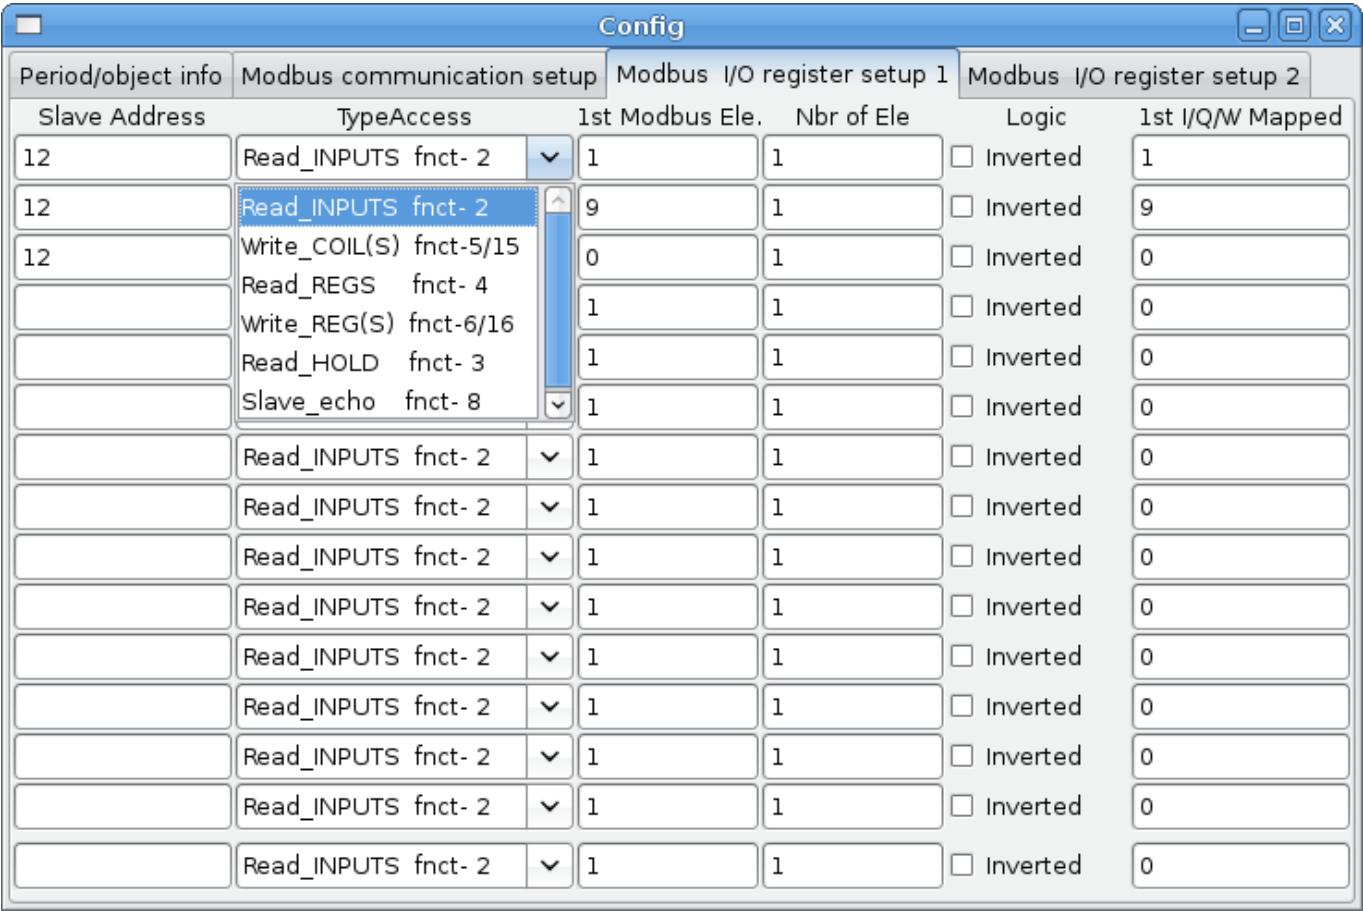 Config
Period/object info Modbus communication setup Modbus I/O register setup 1 Modbus I/O register setup 2
Slave Address TypeAccess 1st Modbus Ele. Nbr of Ele Logic 1st I/Q/W Mapped
12 Read_INPUTS fnct- 2 1 1 Inverted 1
12 Read_INPUTS fnct- 2 9 1 Inverted 9
Write_COIL(S) fnct-5/15
12 0 1 Inverted 0
Read_REGS fnct- 4
1 1 Inverted 0
Write_REG(S) fnct-6/16
Read_HOLD fnct- 3 1 1 Inverted 0
Slave_echo fnct- 8 1 1 Inverted 0
Read_INPUTS fnct- 2 1 1 Inverted 0
Read_INPUTS fnct- 2 1 1 Inverted 0
Read_INPUTS fnct- 2 1 1 Inverted 0
Read_INPUTS fnct- 2 1 1 Inverted 0
Read_INPUTS fnct- 2 1 1 Inverted 0
Read_INPUTS fnct- 2 1 1 Inverted 0
Read_INPUTS fnct- 2 1 1 Inverted 0
Read_INPUTS fnct- 2 1 1 Inverted 0
Read_INPUTS fnct- 2 1 1 Inverted 0